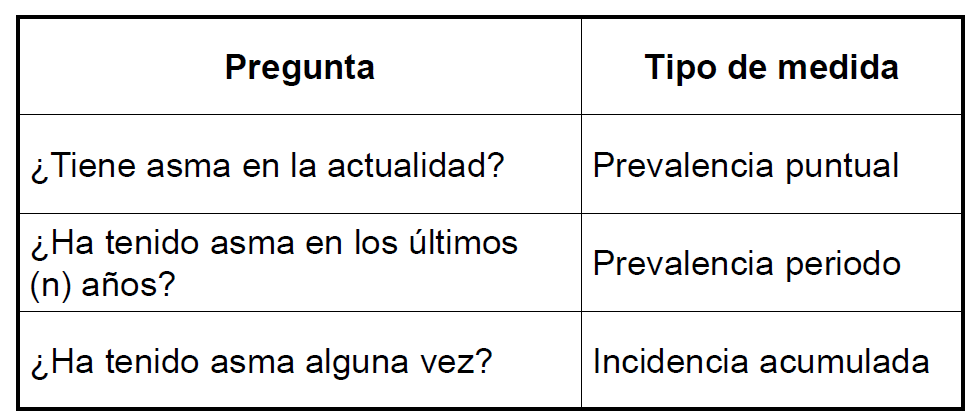 Pregunta
Tipo de medida
¿Tiene asma en la actualidad?
Prevalencia puntual
¿Ha tenido asma en los últimos
(n) años?
Prevalencia periodo
¿Ha tenido asma alguna vez?
Incidencia acumulada